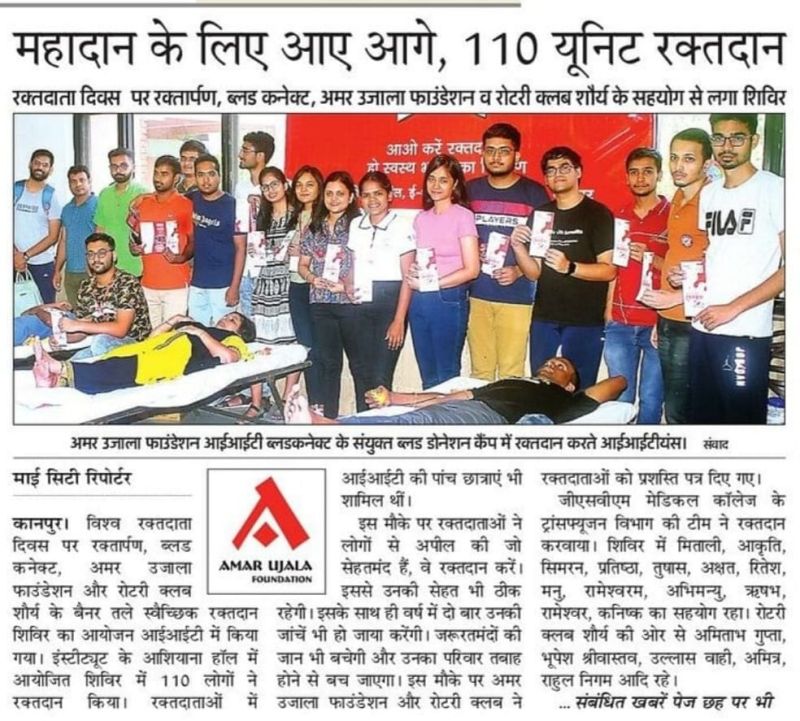 महादान के लिए आए आगे, 110 यूनिट रक्तदान
रक्तदाता दिवस पर रक्तार्पण, ब्लड कनेक्ट, अमर उजाला फाउंडेशन व रोटरी क्लब शौर्य के सहयोग से लगा शिविर
आओ करें रक्तद
हो स्वस्थ भ का
PLAYERS
FILA
अमर उजाला फाउंडेशन आईआईटी ब्लडकनेक्ट के संयुक्त ब्लड डोनेशन कैंप में रक्तदान करते आईआईटीयंस। संवाद
माई सिटी रिपोर्टर
कानपुर। विश्व रक्तदाता
दिवस पर रक्तार्पण, ब्लड
कनेक्ट, अमर उजाला
फाउंडेशन और रोटरी क्लब
शौर्य के बैनर तले स्वैच्छिक रक्तदान
शिविर का आयोजन आईआईटी में किया
गया। इंस्टीट्यूट के आशियाना हॉल में
आयोजित शिविर में 110 लोगों ने
रक्तदान किया। रक्तदाताओं में
AMAR UJALA
FOUNDATION
आईआईटी की पांच छात्राएं भी
शामिल थीं।
इस मौके पर रक्तदाताओं ने
लोगों से अपील की जो
सेहतमंद हैं, वे रक्तदान करें।
इससे उनकी सेहत भी ठीक
रहेगी। इसके साथ ही वर्ष में दो बार उनकी
जांचें भी हो जाया करेंगी। जरूरतमंदों की
जान भी बचेगी और उनका परिवार तबाह
होने से बच जाएगा। इस मौके पर अमर
उजाला फाउंडेशन और रोटरी क्लब ने
रक्तदाताओं को प्रशस्ति पत्र दिए गए।
जीएसवीएम मेडिकल कॉलेज के
ट्रांसफ्यूजन विभाग की टीम ने रक्तदान
करवाया। शिविर में मिताली, आकृति,
सिमरन, प्रतिष्ठा, तुषास, अक्षत, रितेश,
मनु, रामेश्वरम, अभिमन्यु, ऋषभ,
रामेश्वर, कनिष्क का सहयोग रहा। रोटरी
क्लब शौर्य की ओर से अमिताभ गुप्ता,
भूपेश श्रीवास्तव, उल्लास वाही, अमित्र,
राहुल निगम आदि रहे।
... संबंधित खबरें पेज छह पर भी